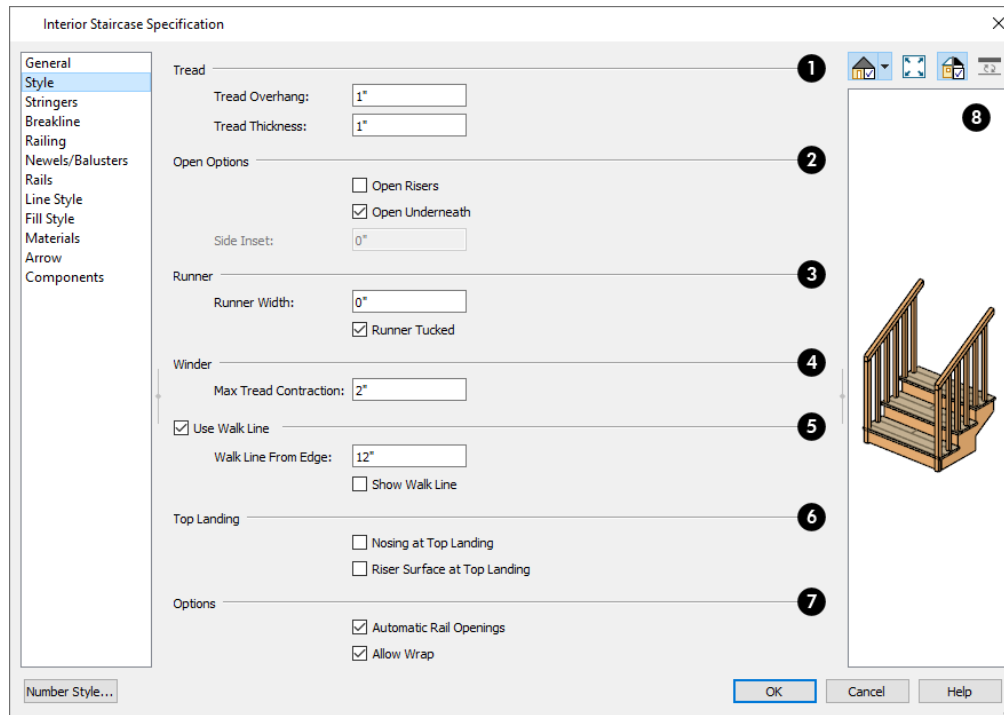 Interior Staircase Specification
General
Style
Stringers
Breakline
Railing
Newels/Balusters
Rails
Line Style
Fill Style
Materials
Arrow
Components
Tread
1
Tread Overhang: 1"
Tread Thickness: 1"
Open Options
2
Open Risers
Open Underneath
Side Inset: 0"
Runner
3
Runner Width: 0"
Runner Tucked
Winder
4
Max Tread Contraction: 2"
Use Walk Line
5
Walk Line From Edge: 12"
Show Walk Line
Top Landing
6
Nosing at Top Landing
Riser Surface at Top Landing
Options
7
Automatic Rail Openings
Allow Wrap
8
Number Style...
OK
Cancel
Help